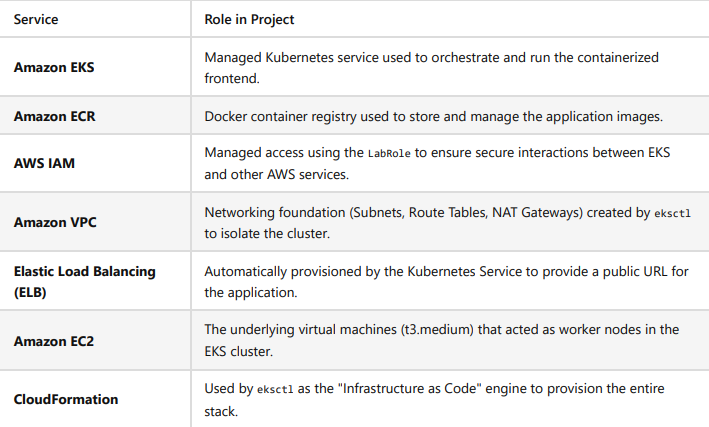 Service Role in Project
Amazon EKS Managed Kubernetes service used to orchestrate and run the containerized
frontend.
Amazon ECR Docker container registry used to store and manage the application images.
AWS IAM Managed access using the LabRole to ensure secure interactions between EKS
and other AWS services.
Amazon VPC Networking foundation (Subnets, Route Tables, NAT Gateways) created by eksctl
to isolate the cluster.
Elastic Load Balancing
(ELB)
Automatically provisioned by the Kubernetes Service to provide a public URL for
the application.
Amazon EC2 The underlying virtual machines (t3.medium) that acted as worker nodes in the
EKS cluster.
CloudFormation Used by eksctl as the "Infrastructure as Code" engine to provision the entire
stack.